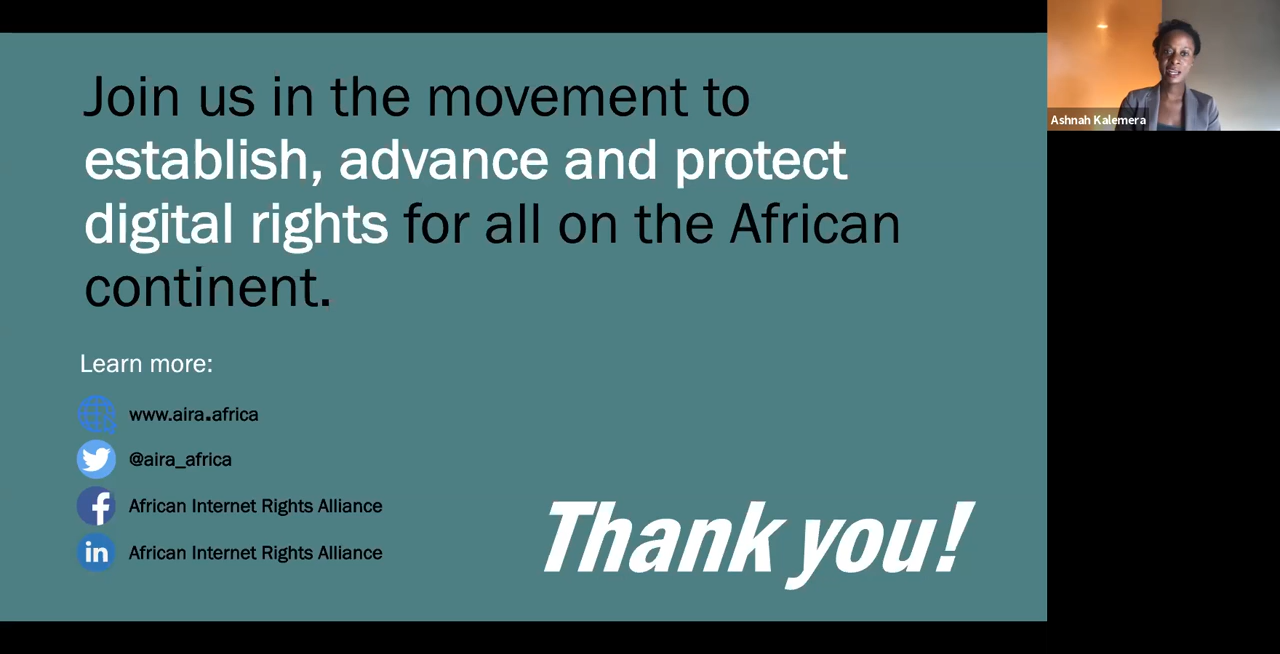 Join us in the movement to
establish, advance and protect
digital rights for all on the African
continent.
Learn more:
www.aira.africa
@aira_africa
African Internet Rights Alliance
African Internet Rights Alliance
Thank you!
Ashnah Kalemera